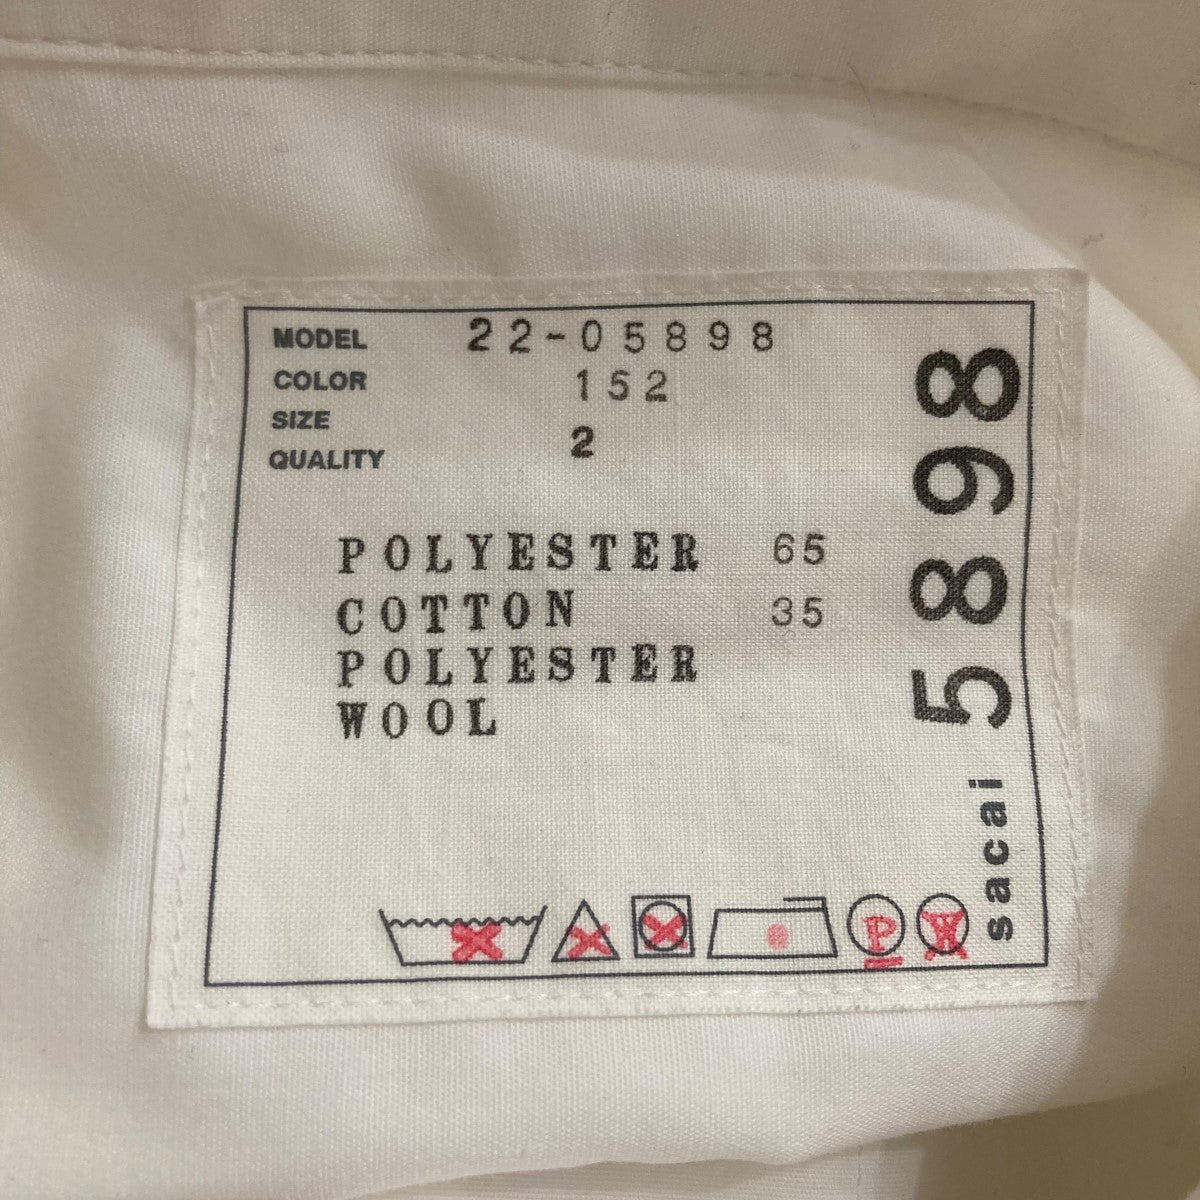 MODEL 22-05898
COLOR 152
SIZE 2
QUALITY
POLYESTER 65
COTTON 35
POLYESTER
WOOL
P W
sacai 5898